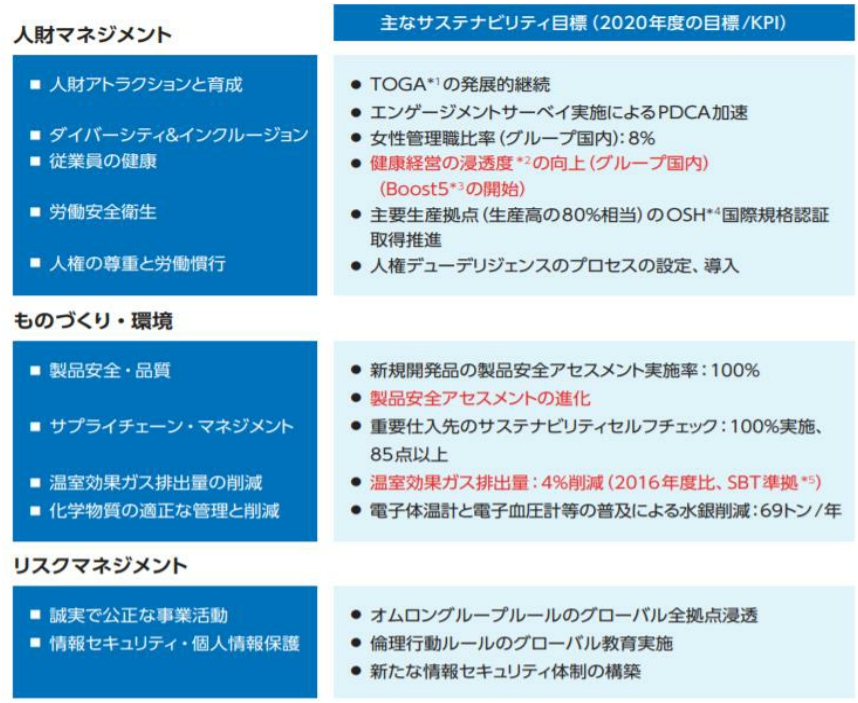 主なサステナビリティ目標（2020年度の目標/KPI）
人財マネジメント
■ 人財アトラクションと育成
■ ダイバーシティ&インクルージョン
■ 従業員の健康
■ 労働安全衛生
■ 人権の尊重と労働慣行
● TOGA*1の発展的継続
● エンゲージメントサーベイ実施によるPDCA加速
● 女性管理職比率（グループ国内）：8%
● 健康経営の浸透度*2の向上（グループ国内）
（Boost5*3の開始）
● 主要生産拠点（生産高の80%相当）のOSH*4国際規格認証
取得推進
● 人権デューデリジェンスのプロセスの設定、導入
ものづくり・環境
■ 製品安全・品質
■ サプライチェーン・マネジメント
■ 温室効果ガス排出量の削減
■ 化学物質の適正な管理と削減
● 新規開発品の製品安全アセスメント実施率：100%
● 製品安全アセスメントの進化
● 重要仕入先のサステナビリティセルフチェック：100%実施、
85点以上
● 温室効果ガス排出量：4%削減（2016年度比、SBT準拠*5）
● 電子体温計と電子血圧計等の普及による水銀削減：69トン/年
リスクマネジメント
■ 誠実で公正な事業活動
■ 情報セキュリティ・個人情報保護
● オムロングループルールのグローバル全拠点浸透
● 倫理行動ルールのグローバル教育実施
● 新たな情報セキュリティ体制の構築